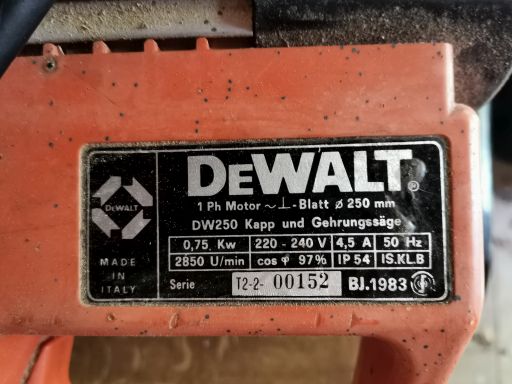 DEWALT®
1 Ph Motor ~⊥-Blatt ø 250 mm
DEWALT
DW250 Kapp und Gehrungssäge
0,75, Kw 220 - 240 V 4,5 A 50 Hz
2850 U/min cos φ 97% IP 54 IS.KL.B
MADE
IN
ITALY
Serie T2-2- 00152 BJ.1983